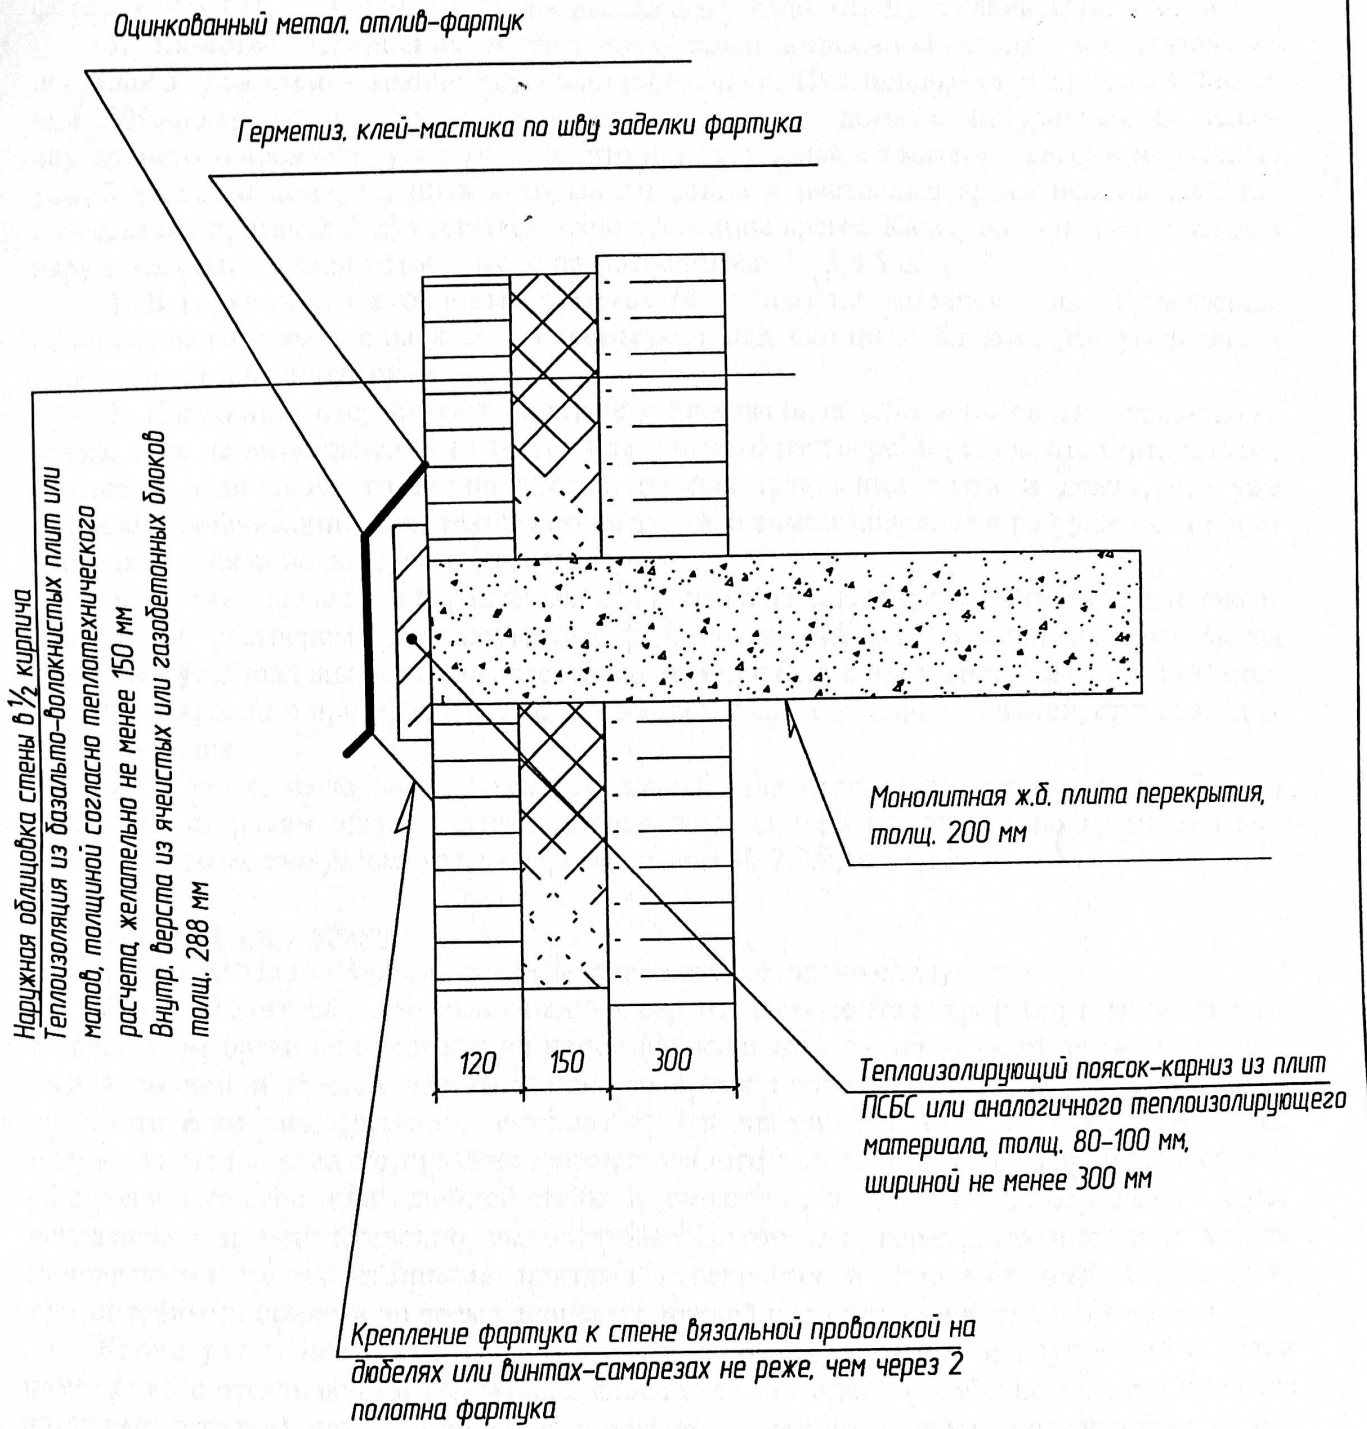 Оцинкованный метал. отлив-фартук
Герметиз, клей-мастика по шву заделки фартука
Наружная облицовка стены в 1/2 кирпича
Теплоизоляция из базальто-волокнистых плит или
матов, толщиной согласно теплотехнического
расчета, желательно не менее 150 мм
Внутр. верста из ячеистых или газобетонных блоков
толщ. 288 мм
Монолитная ж.б. плита перекрытия,
толщ. 200 мм
120 150 300
Теплоизолирующий поясок-карниз из плит
ПСБС или аналогичного теплоизолирующего
материала, толщ. 80-100 мм,
шириной не менее 300 мм
Крепление фартука к стене вязальной проволокой на
дюбелях или винтах-саморезах не реже, чем через 2
полотна фартука